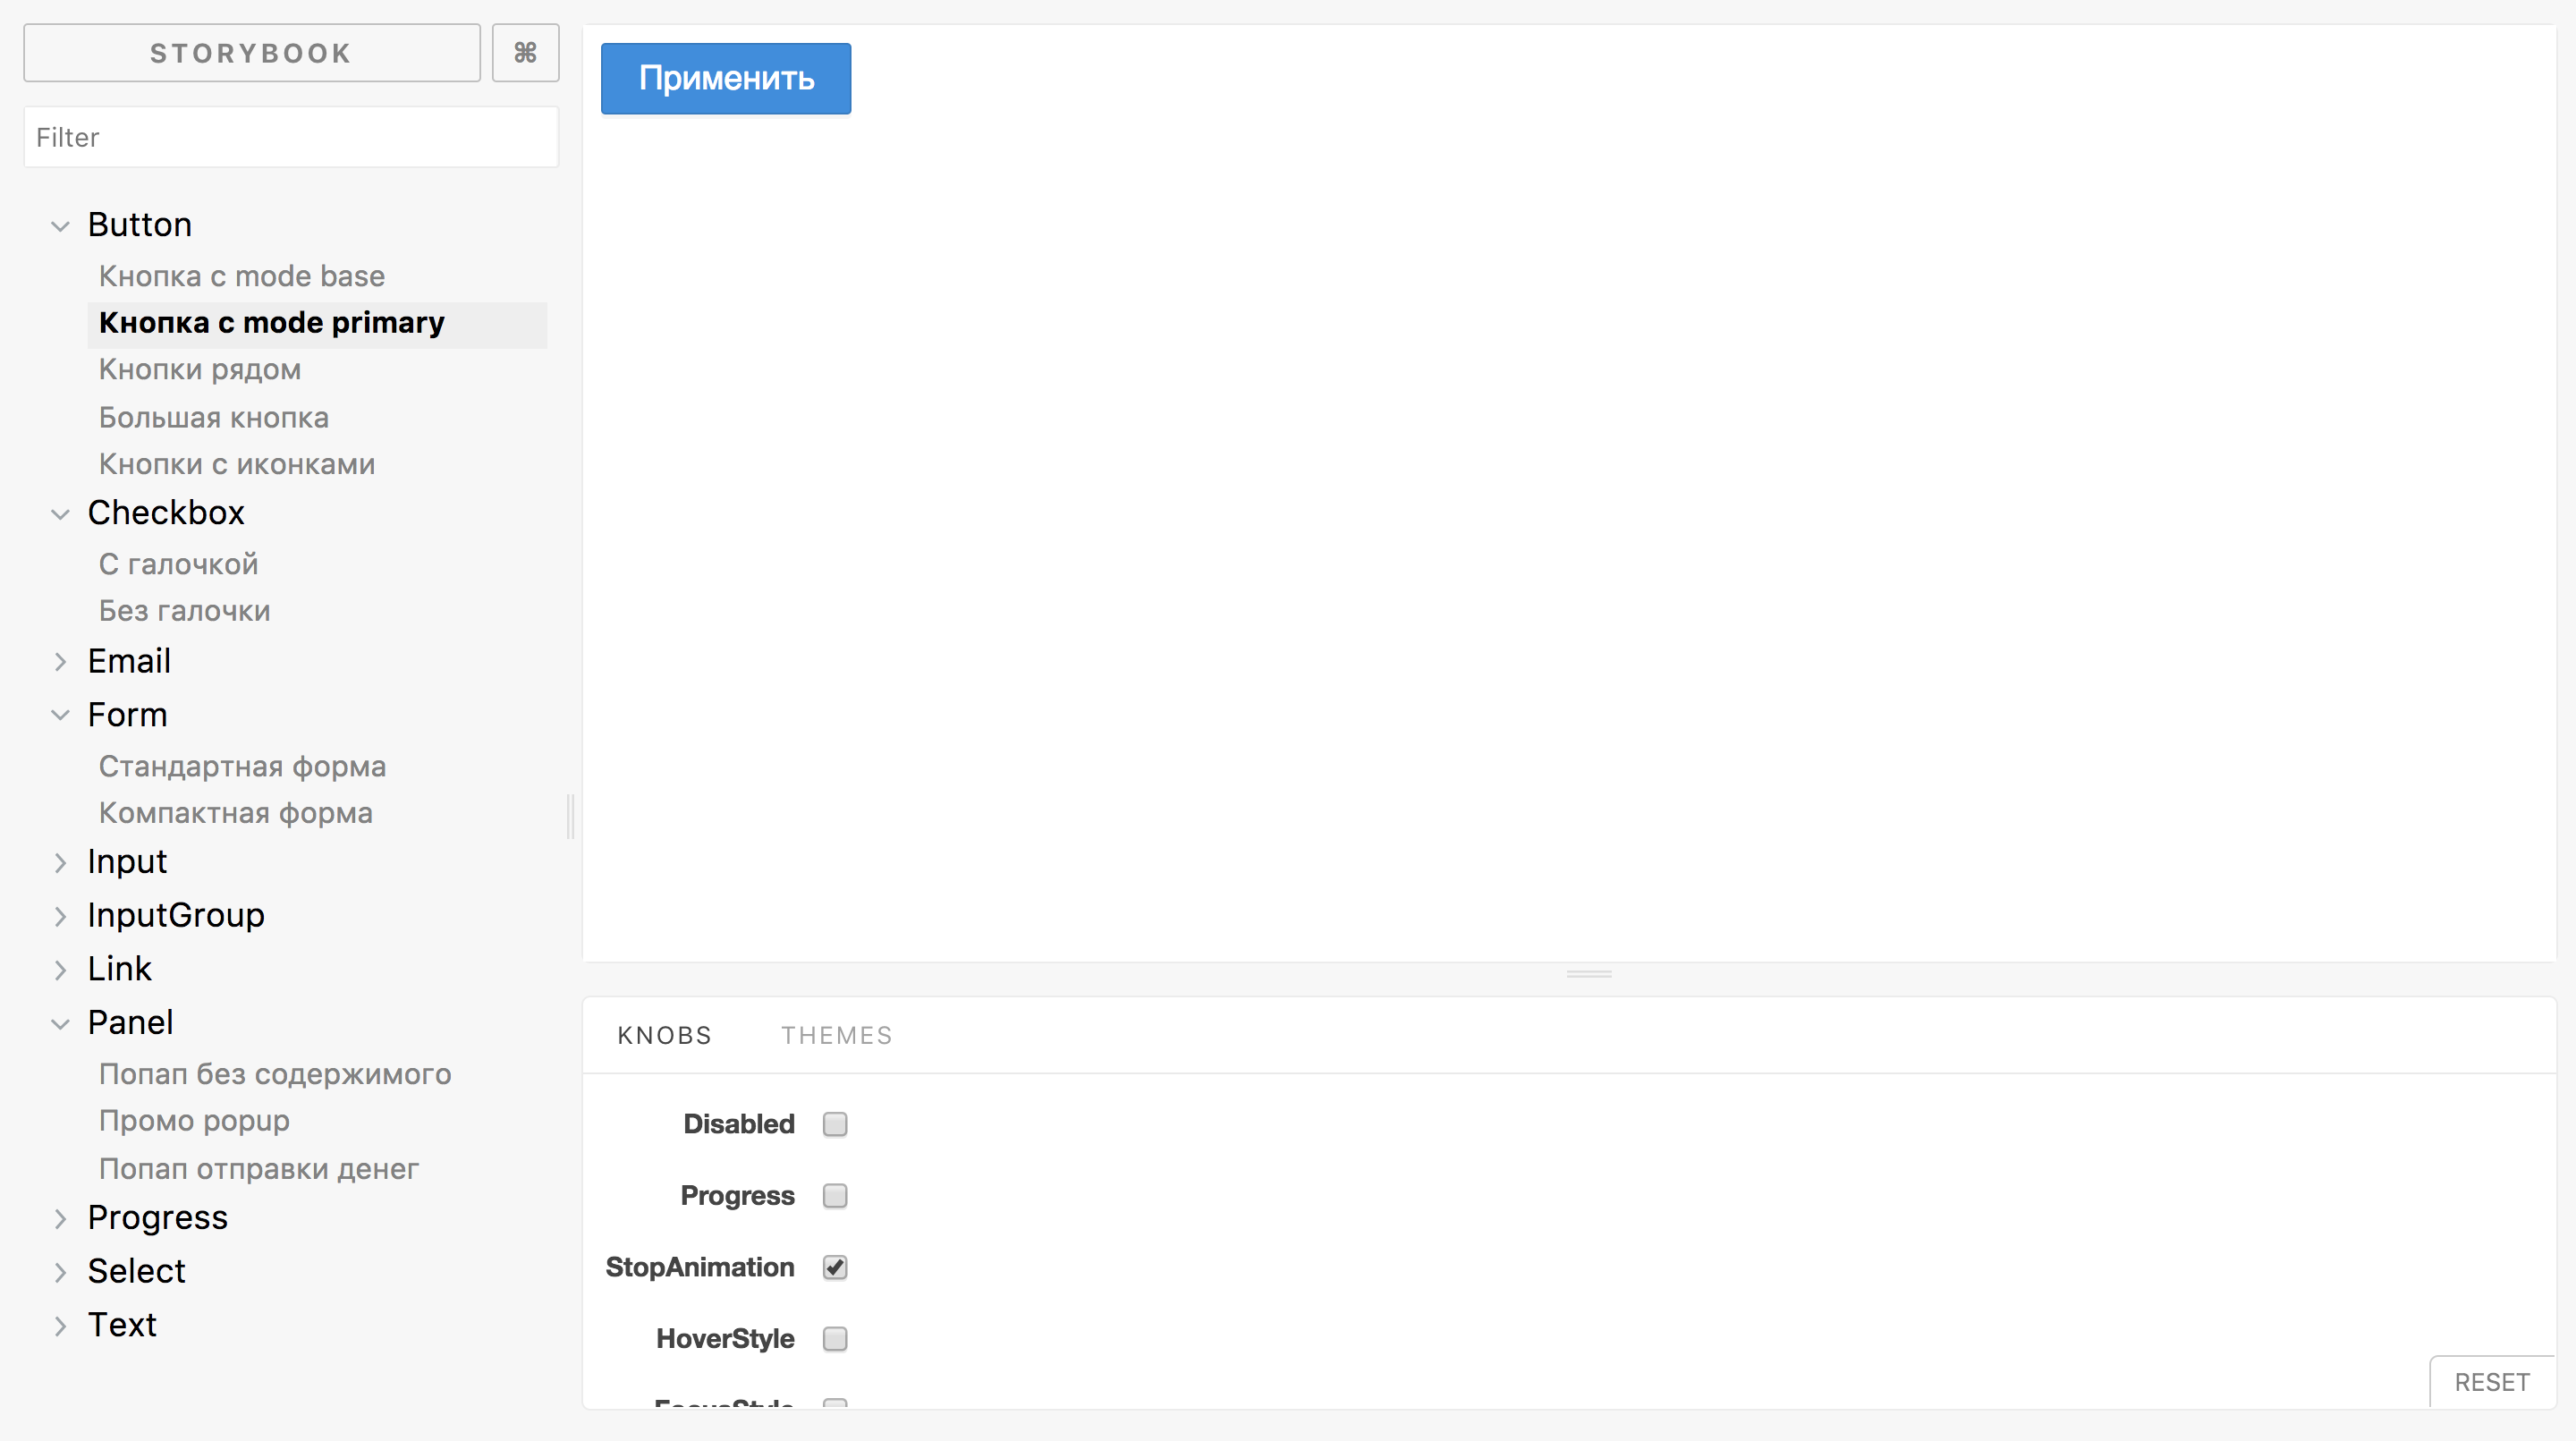 STORYBOOK ⌘
Filter
Button
Кнопка с mode base
Кнопка с mode primary
Кнопки рядом
Большая кнопка
Кнопки с иконками
Checkbox
С галочкой
Без галочки
Email
Form
Стандартная форма
Компактная форма
Input
InputGroup
Link
Panel
Попап без содержимого
Промо popup
Попап отправки денег
Progress
Select
Text
Применить
KNOBS THEMES
Disabled
Progress
StopAnimation
HoverStyle
FocusStyle
RESET